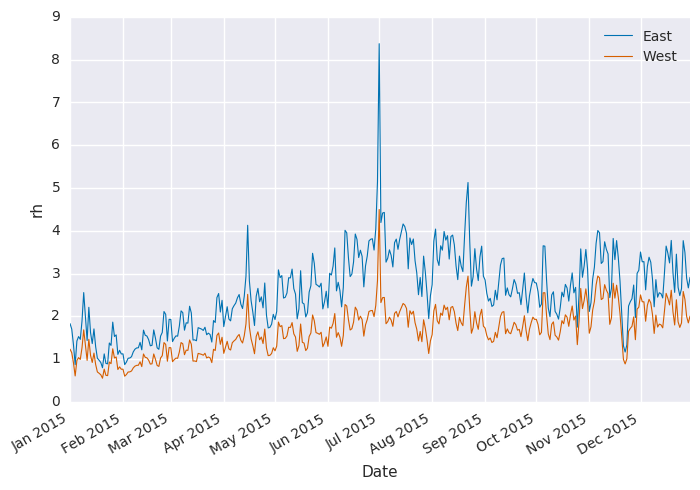 9
8
7
6
5
4
3
2
1
0
rh
East
West
Jan 2015
Feb 2015
Mar 2015
Apr 2015
May 2015
Jun 2015
Jul 2015
Aug 2015
Sep 2015
Oct 2015
Nov 2015
Dec 2015
Date